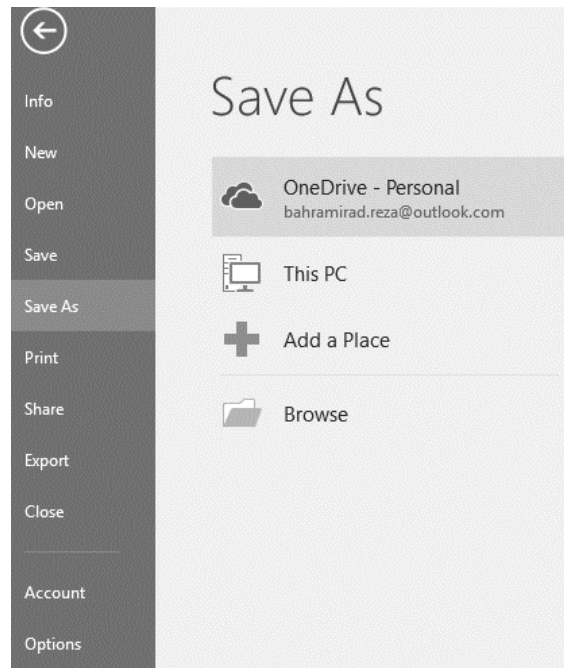 Info
New
Open
Save
Save As
Print
Share
Export
Close
Account
Options
Save As
OneDrive - Personal
bahramirad.reza@outlook.com
This PC
Add a Place
Browse